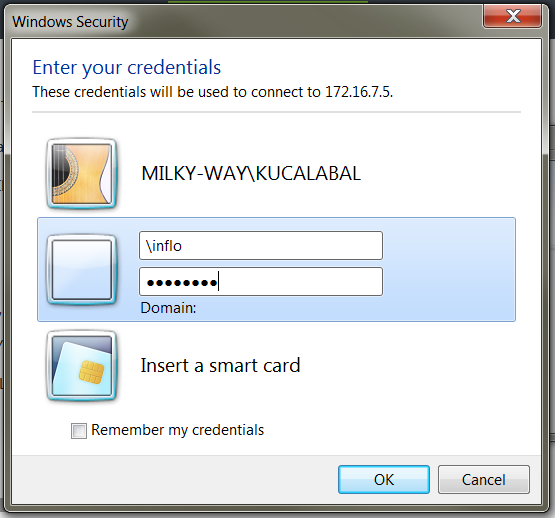 Windows Security
Enter your credentials
These credentials will be used to connect to 172.16.7.5.
MILKY-WAY\KUCALABAL
\inflo
●●●●●●●●
Domain:
Insert a smart card
Remember my credentials
OK
Cancel